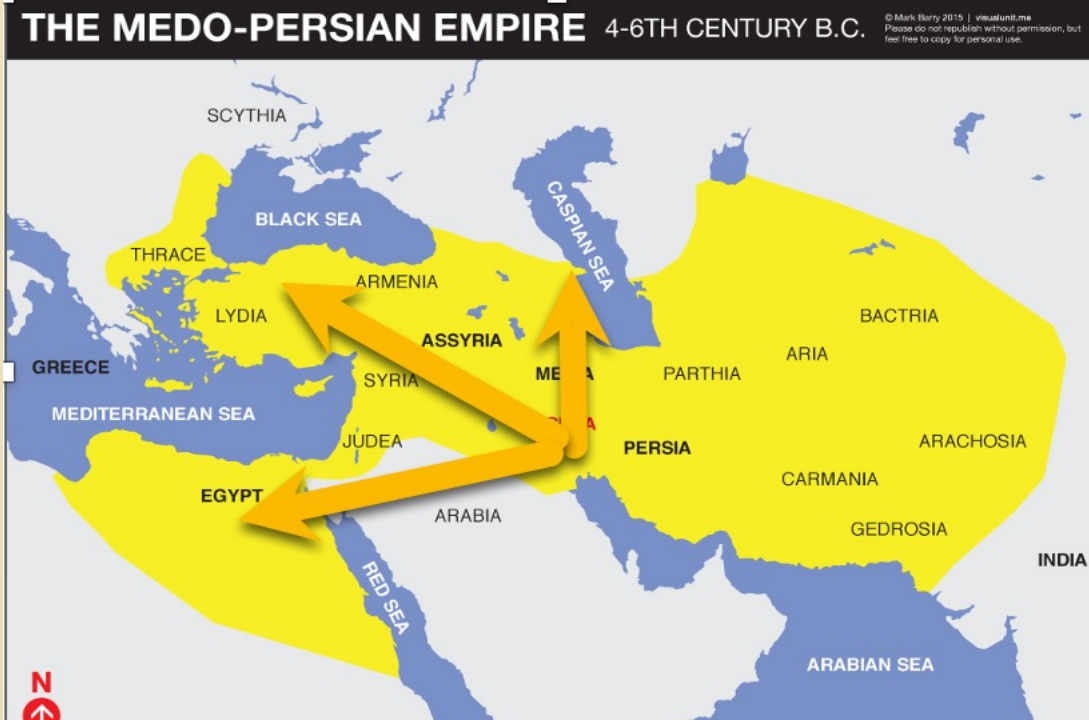 THE MEDO-PERSIAN EMPIRE 4-6TH CENTURY B.C.
© Mark Barry 2015 | visualunit.me
Please do not republish without permission, but
feel free to copy for personal use.
SCYTHIA
BLACK SEA
CASPIAN SEA
THRACE
ARMENIA
LYDIA
BACTRIA
ASSYRIA
ARIA
GREECE
SYRIA
PARTHIA
MEDITERRANEAN SEA
JUDEA
PERSIA
ARACHOSIA
CARMANIA
EGYPT
ARABIA
GEDROSIA
INDIA
RED SEA
ARABIAN SEA
N